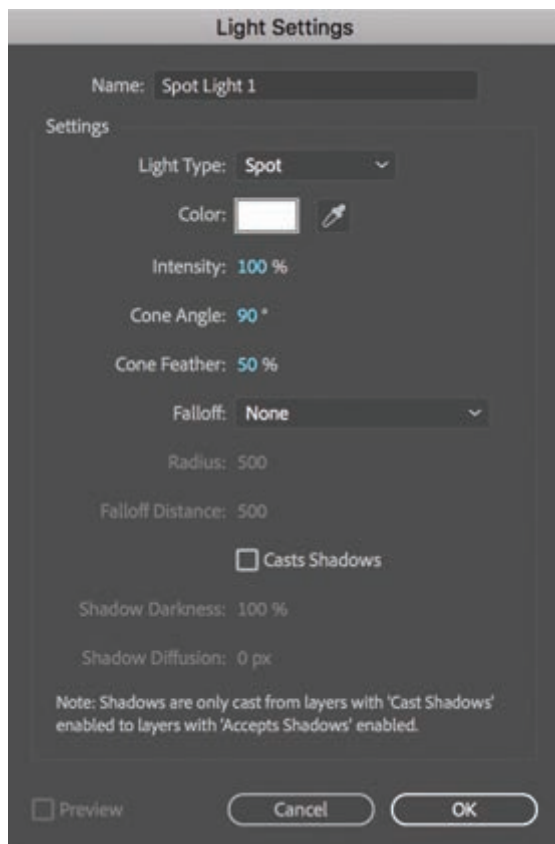 Light Settings
Name: Spot Light 1
Settings
Light Type: Spot
Color:
Intensity: 100 %
Cone Angle: 90 °
Cone Feather: 50 %
Falloff: None
Radius: 500
Falloff Distance: 500
Casts Shadows
Shadow Darkness: 100 %
Shadow Diffusion: 0 px
Note: Shadows are only cast from layers with 'Cast Shadows'
enabled to layers with 'Accepts Shadows' enabled.
Preview Cancel OK